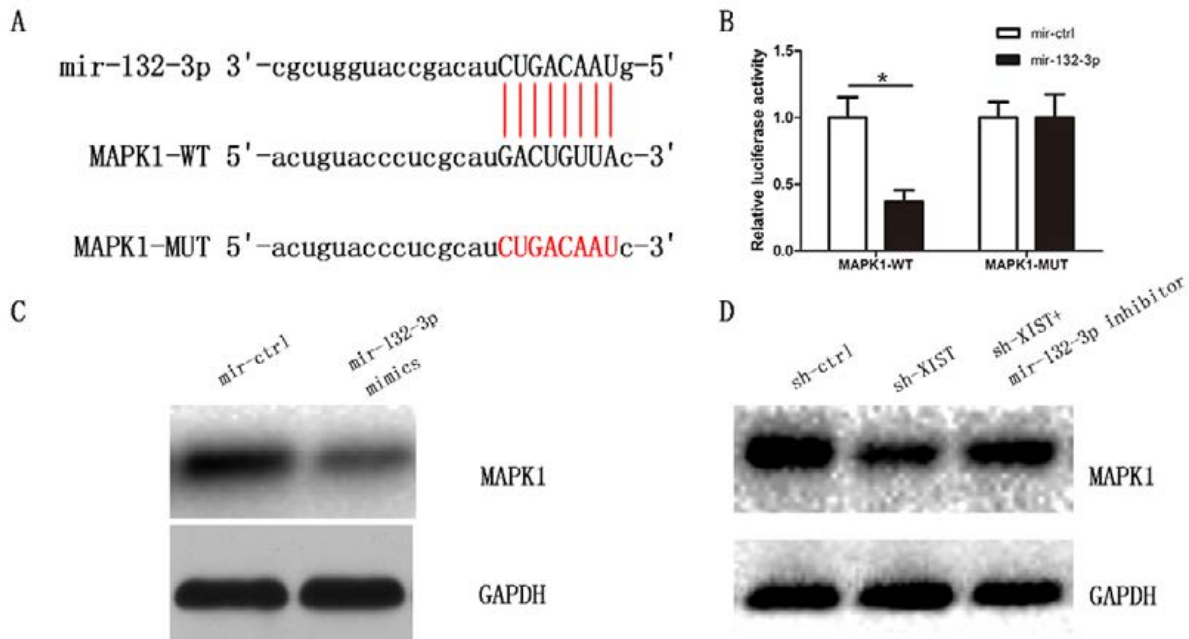 A
mir-132-3p 3'-cgcugguaccgacauCUGACAAUg-5'
MAPK1-WT 5'-acuguacccucgcauGACUGUUAc-3'
MAPK1-MUT 5'-acuguacccucgcauCUGACAAUc-3'
B
mir-ctrl
mir-132-3p
Relative luciferase activity
1.5
1.0
0.5
0.0
*
MAPK1-WT
MAPK1-MUT
C
mir-ctrl
mir-132-3p
mimics
MAPK1
GAPDH
D
sh-ctrl
sh-XIST
sh-XIST+
mir-132-3p inhibitor
MAPK1
GAPDH